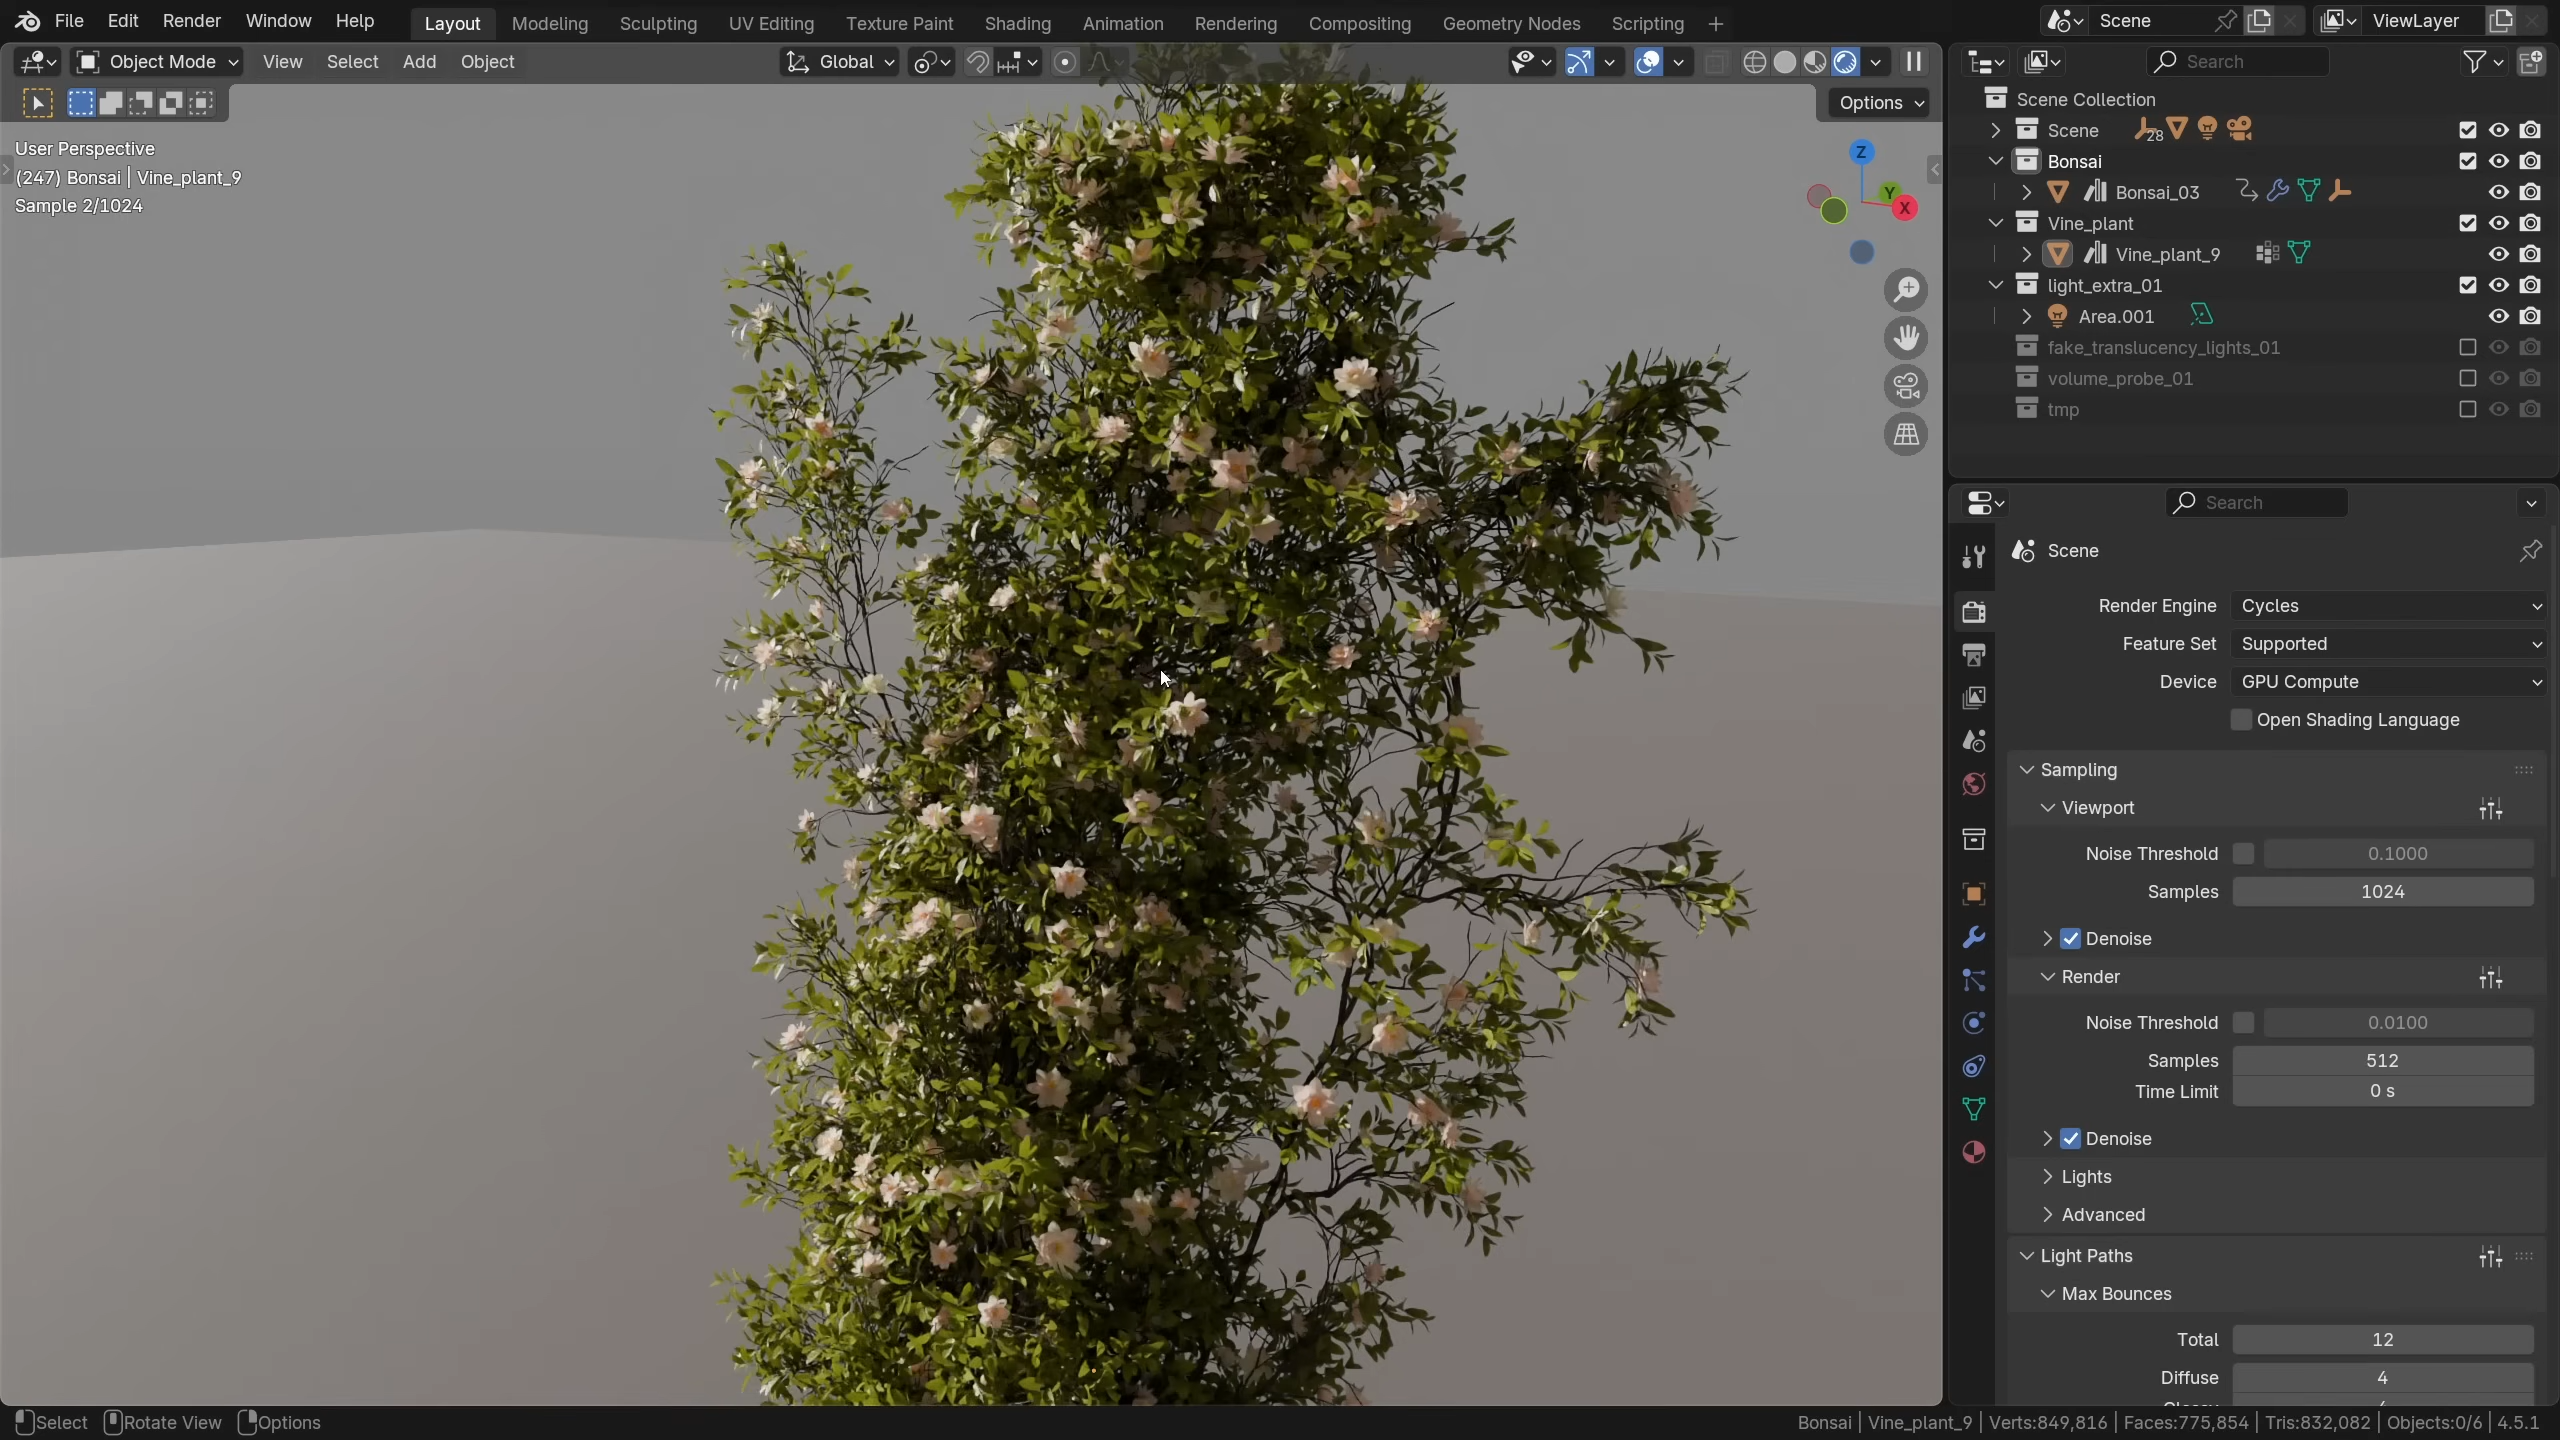 File Edit Render Window Help Layout Modeling Sculpting UV Editing Texture Paint Shading Animation Rendering Compositing Geometry Nodes Scripting + Scene ViewLayer
Object Mode View Select Add Object Global Search
Options
User Perspective
(247) Bonsai | Vine_plant_9
Sample 2/1024
Z
Y
X
Scene Collection
Scene 28
Bonsai
Bonsai_03
Vine_plant
Vine_plant_9
light_extra_01
Area.001
fake_translucency_lights_01
volume_probe_01
tmp
Search
Scene
Render Engine Cycles
Feature Set Supported
Device GPU Compute
Open Shading Language
Sampling
Viewport
Noise Threshold 0.1000
Samples 1024
Denoise
Render
Noise Threshold 0.0100
Samples 512
Time Limit 0 s
Denoise
Lights
Advanced
Light Paths
Max Bounces
Total 12
Diffuse 4
Select Rotate View Options
Bonsai | Vine_plant_9 | Verts:849,816 | Faces:775,854 | Tris:832,082 | Objects:0/6 | 4.5.1